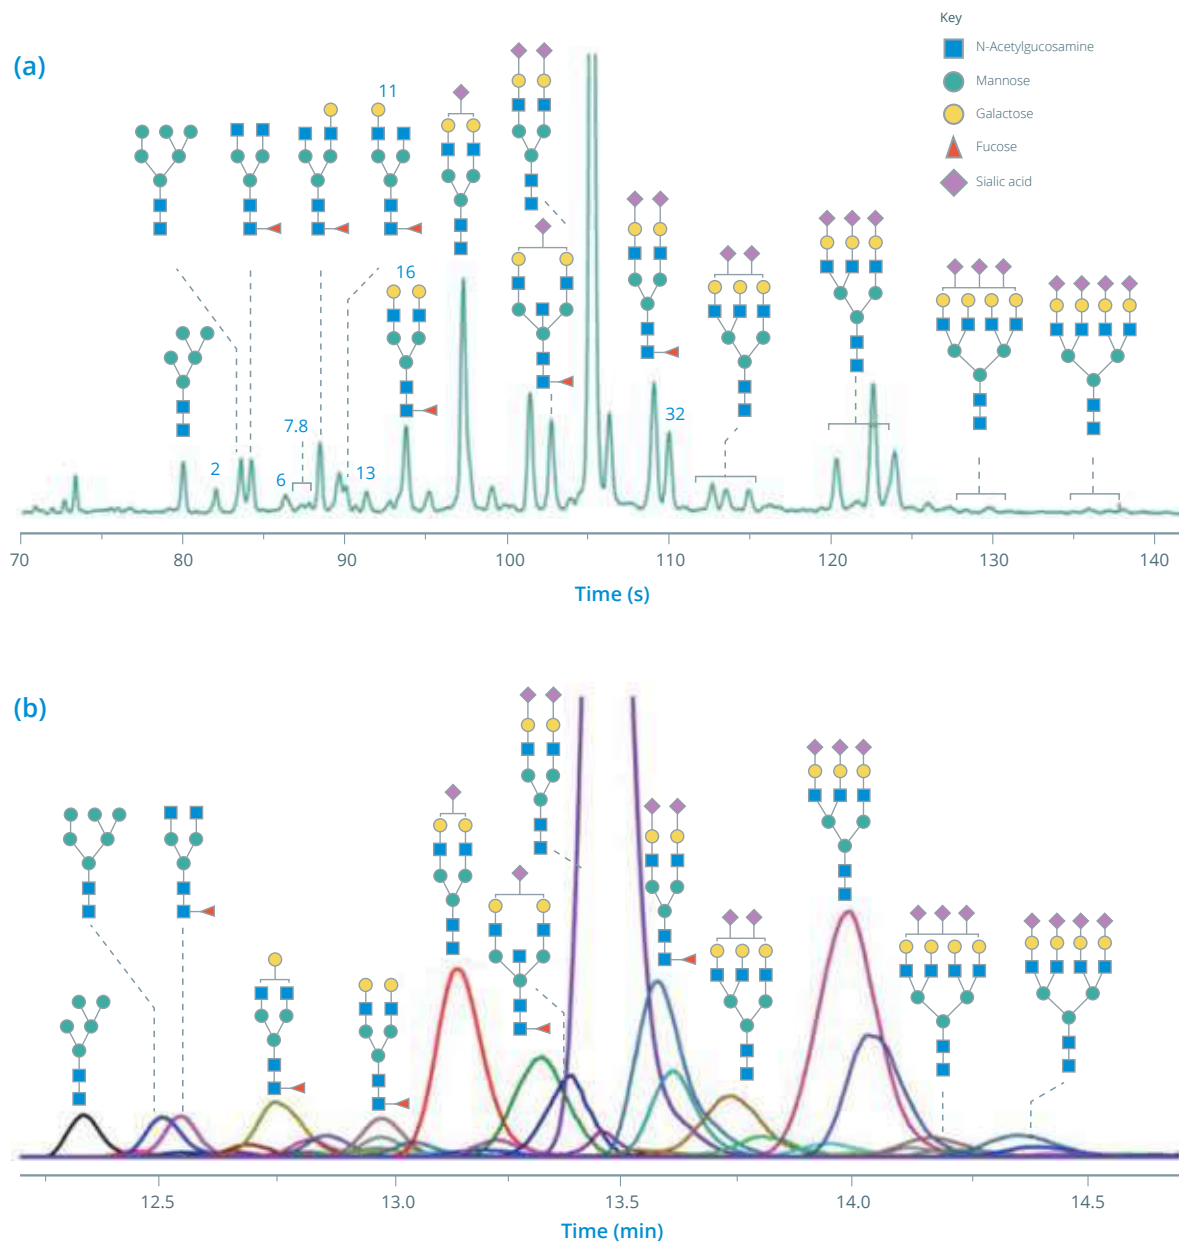 Key
N-Acetylgucosamine
Mannose
Galactose
Fucose
Sialic acid
(a)
11
16
7.8
2
6
13
32
70 80 90 100 110 120 130 140
Time (s)
(b)
12.5 13.0 13.5 14.0 14.5
Time (min)